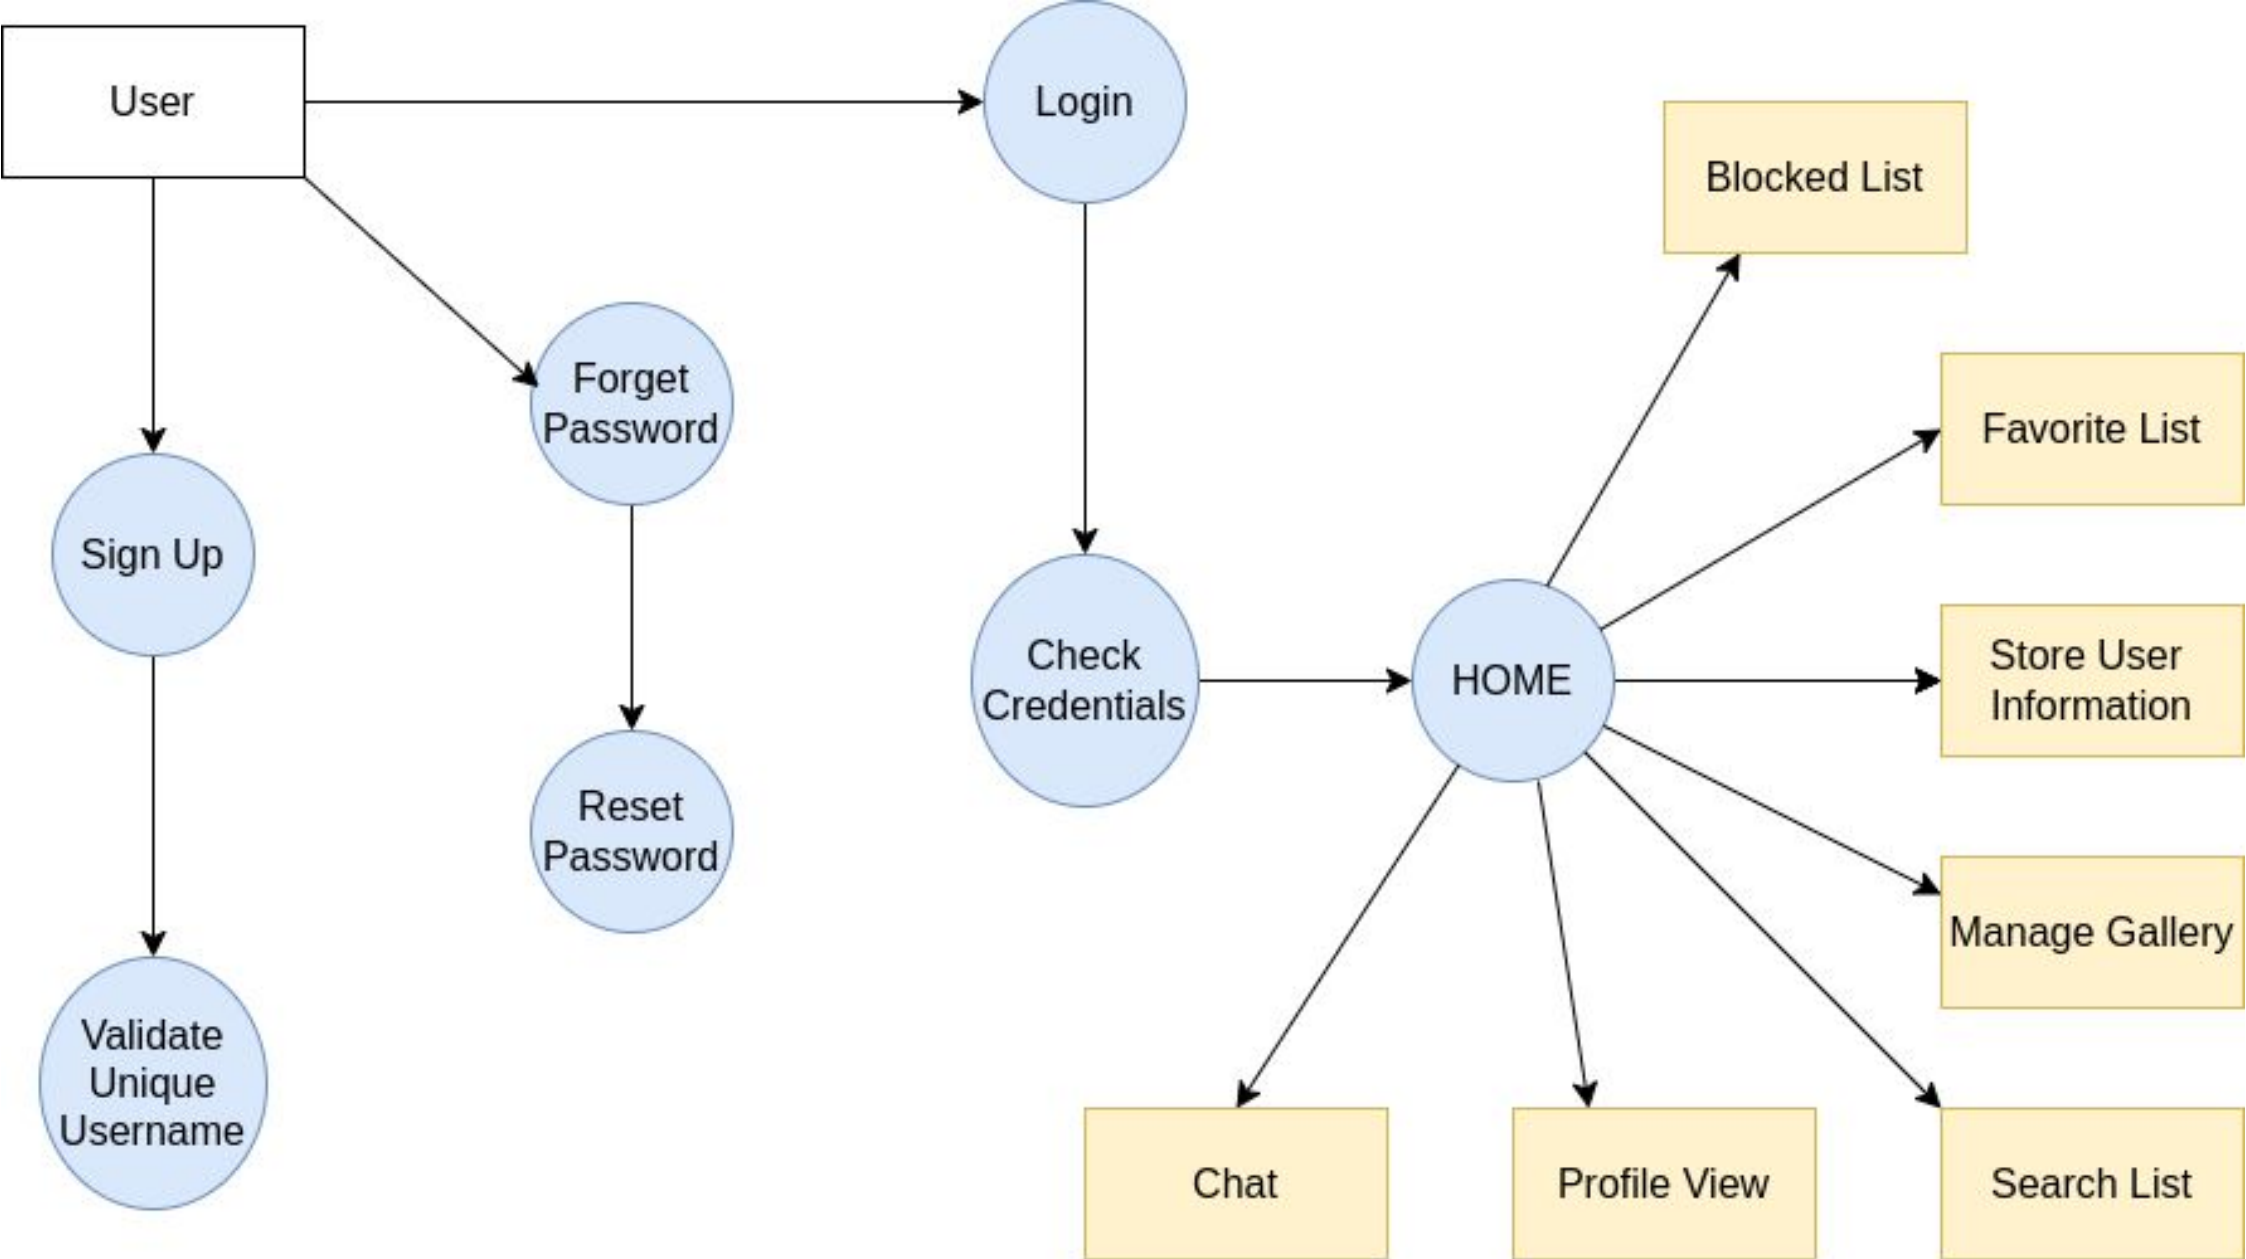 User
Login
Blocked List
Forget
Password
Favorite List
Sign Up
Check
Credentials
HOME
Store User
Information
Reset
Password
Manage Gallery
Validate
Unique
Username
Chat
Profile View
Search List